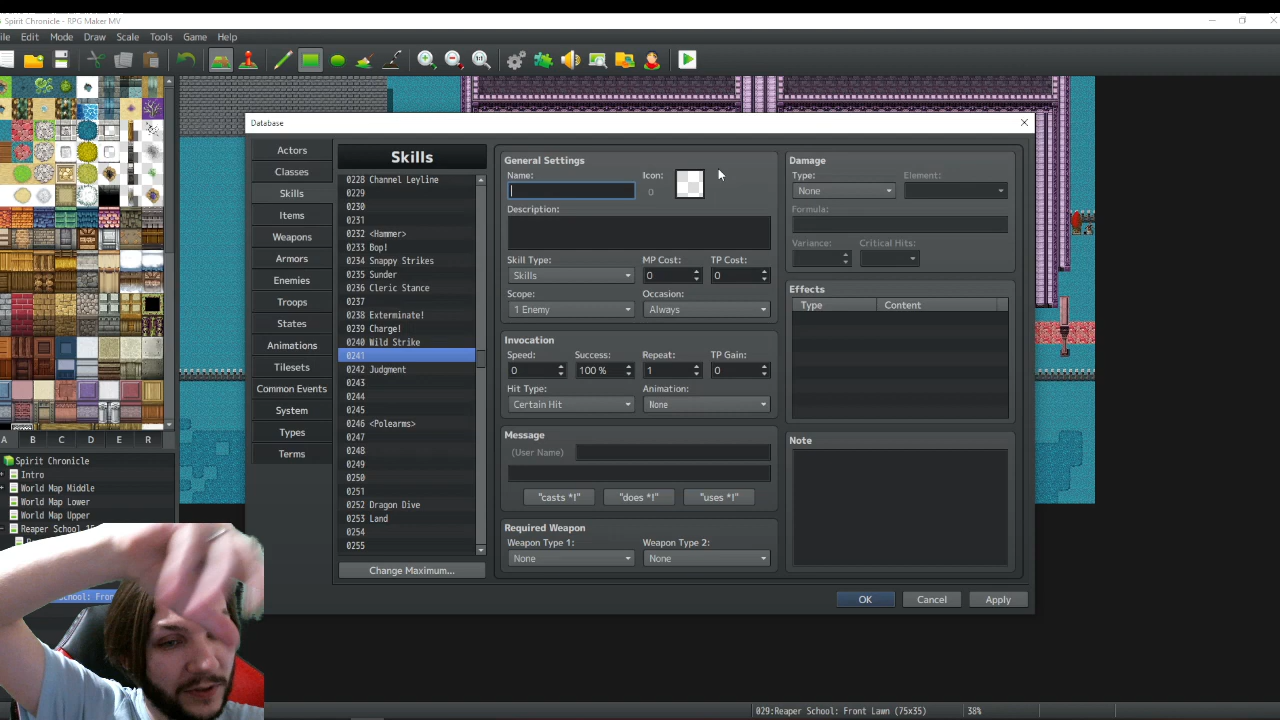 Spirit Chronicle - RPG Maker MV
ile Edit Mode Draw Scale Tools Game Help
Database
Actors
Classes
Skills
Items
Weapons
Armors
Enemies
Troops
States
Animations
Tilesets
Common Events
System
Types
Terms
Skills
0228 Channel Leyline
0229
0230
0231
0232 <Hammer>
0233 Bop!
0234 Snappy Strikes
0235 Sunder
0236 Cleric Stance
0237
0238 Exterminate!
0239 Charge!
0240 Wild Strike
0241
0242 Judgment
0243
0244
0245
0246 <Polearms>
0247
0248
0249
0250
0251
0252 Dragon Dive
0253 Land
0254
0255
Change Maximum...
General Settings
Name: Icon:
0
Description:
Skill Type: MP Cost: TP Cost:
Skills 0 0
Scope: Occasion:
1 Enemy Always
Invocation
Speed: Success: Repeat: TP Gain:
0 100 % 1 0
Hit Type: Animation:
Certain Hit None
Message
(User Name)
"casts *!" "does *!" "uses *!"
Required Weapon
Weapon Type 1: Weapon Type 2:
None None
Damage
Type: Element:
None
Formula:
Variance: Critical Hits:
Effects
Type Content
Note
OK Cancel Apply
A B C D E R
Spirit Chronicle
Intro
World Map Middle
World Map Lower
World Map Upper
Reaper School
chool: Fron
029:Reaper School: Front Lawn (75x35) 38%